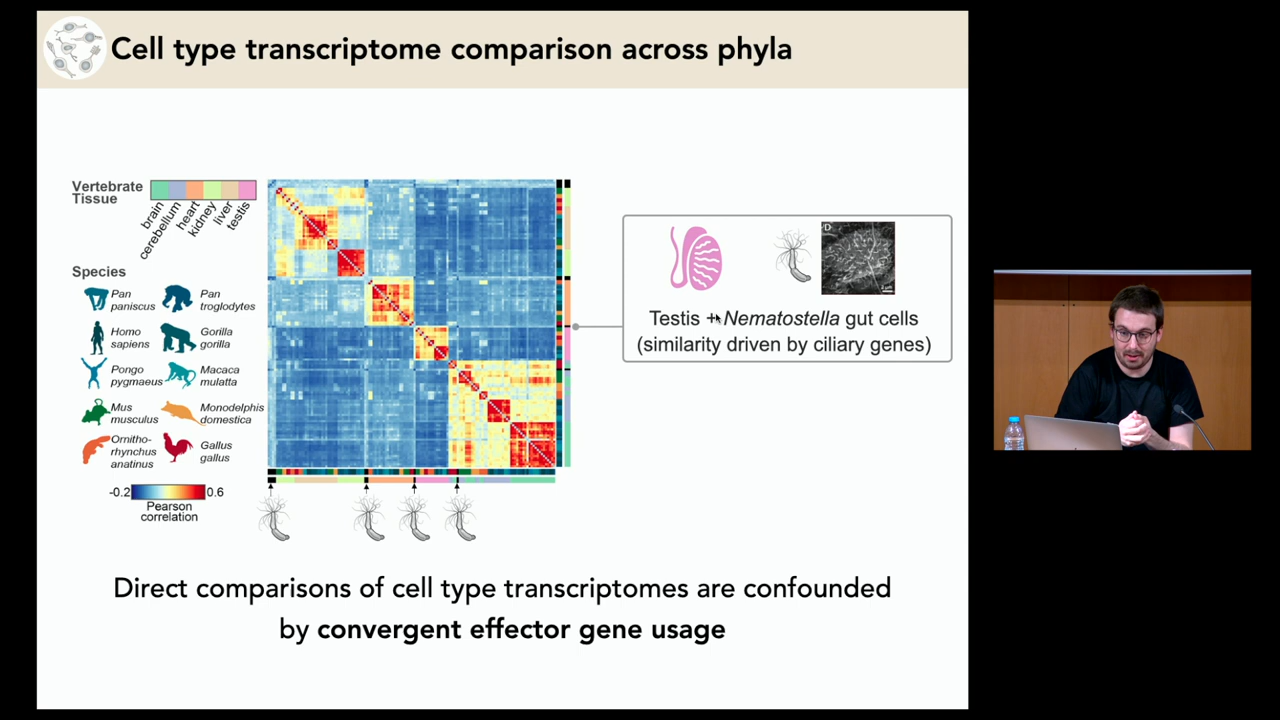 Cell type transcriptome comparison across phyla
Vertebrate
Tissue
brain
cerebellum
heart
kidney
liver
testis
Species
Pan
paniscus
Pan
troglodytes
Homo
sapiens
Gorilla
gorilla
Pongo
pygmaeus
Macaca
mulatta
Mus
musculus
Monodelphis
domestica
Ornitho-
rhynchus
anatinus
Gallus
gallus
-0.2
0.6
Pearson
correlation
D
Testis + Nematostella gut cells
(similarity driven by ciliary genes)
Direct comparisons of cell type transcriptomes are confounded
by convergent effector gene usage